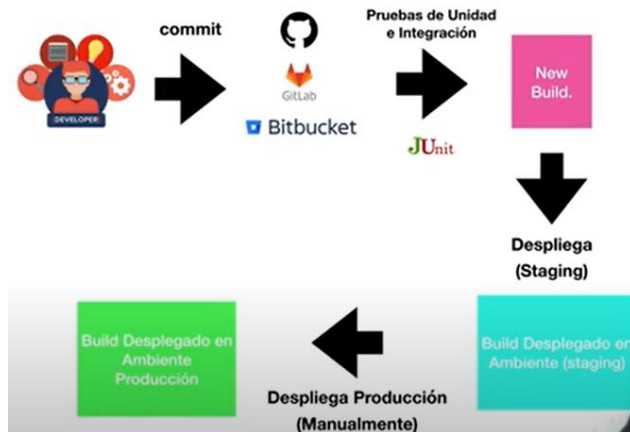 commit
Pruebas de Unidad
e Integración
DEVELOPER
GitLab
Bitbucket
JUnit
New
Build.
Despliega
(Staging)
Build Desplegado en
Ambiente
Producción
Build Desplegado en
Ambiente (staging)
Despliega Producción
(Manualmente)